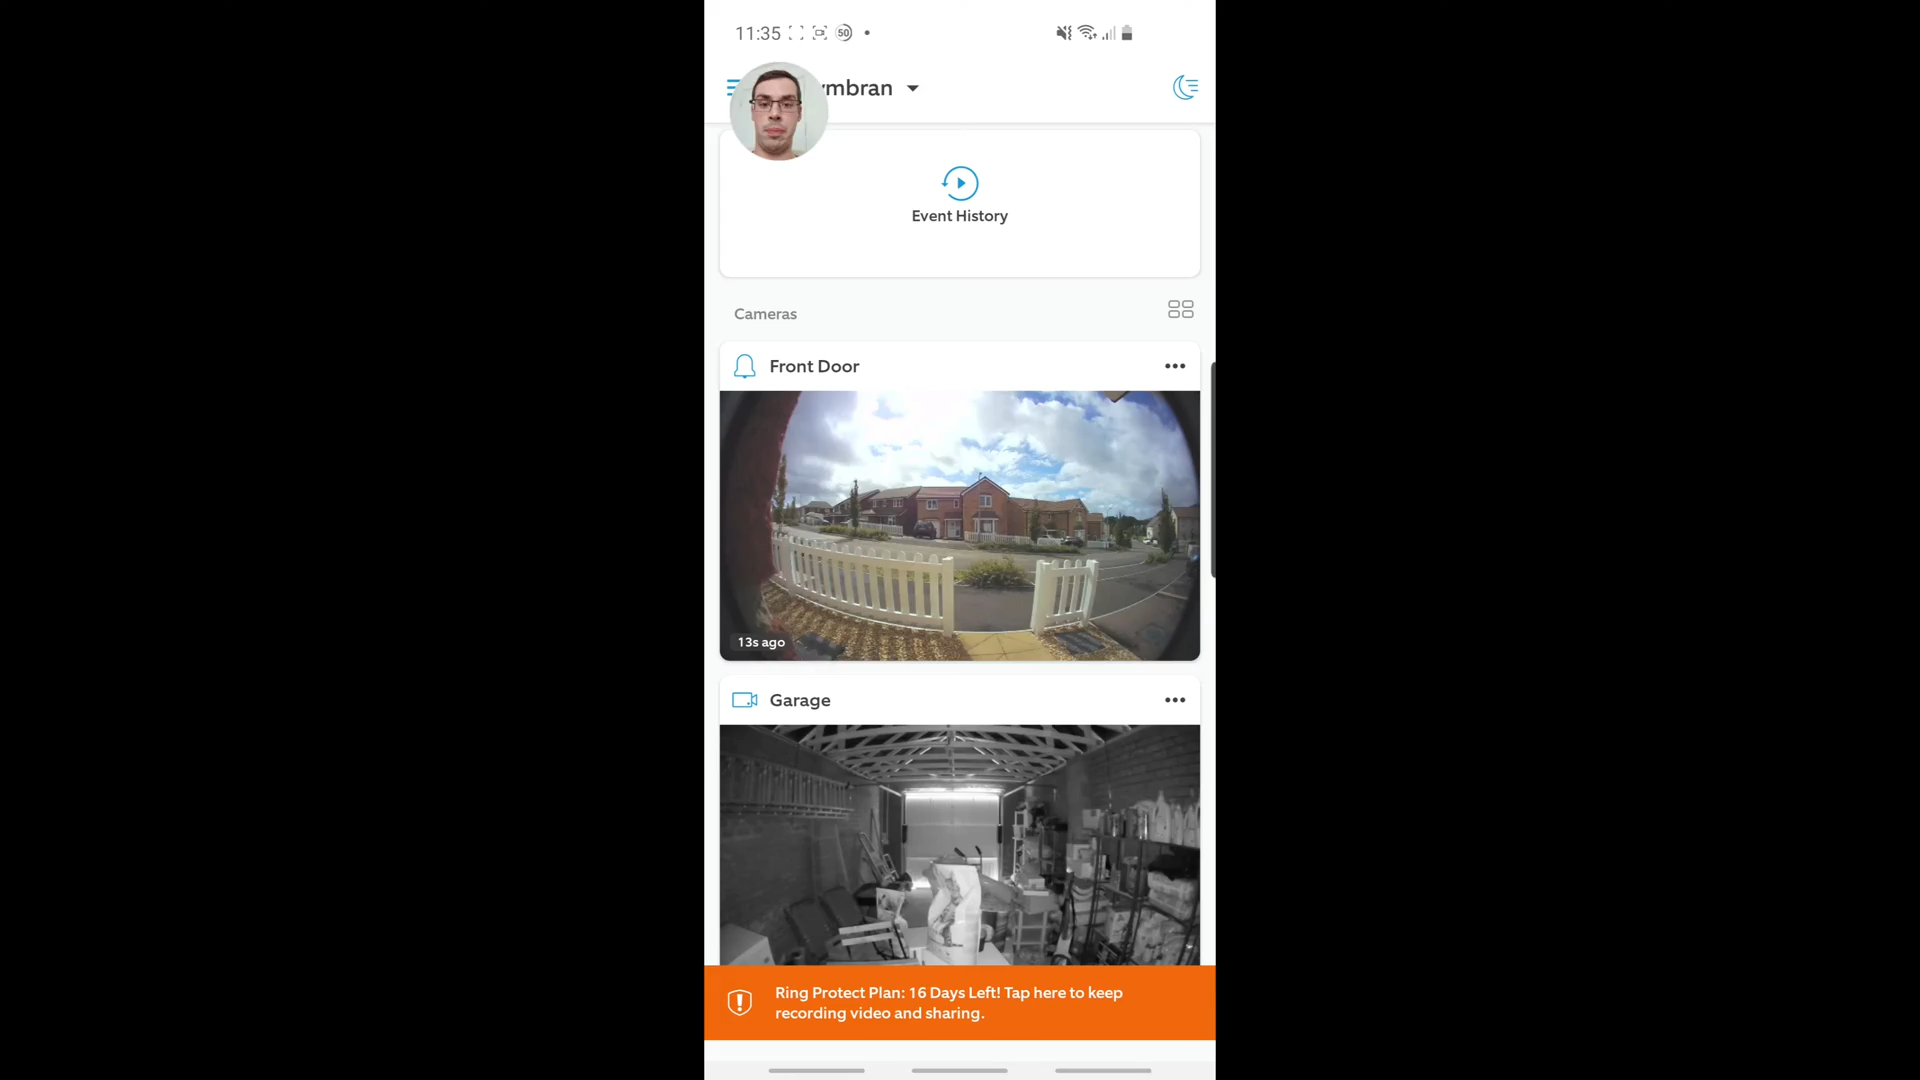 11:35 50
mbran
Event History
Cameras
Front Door
13s ago
Garage
Ring Protect Plan: 16 Days Left! Tap here to keep
recording video and sharing.